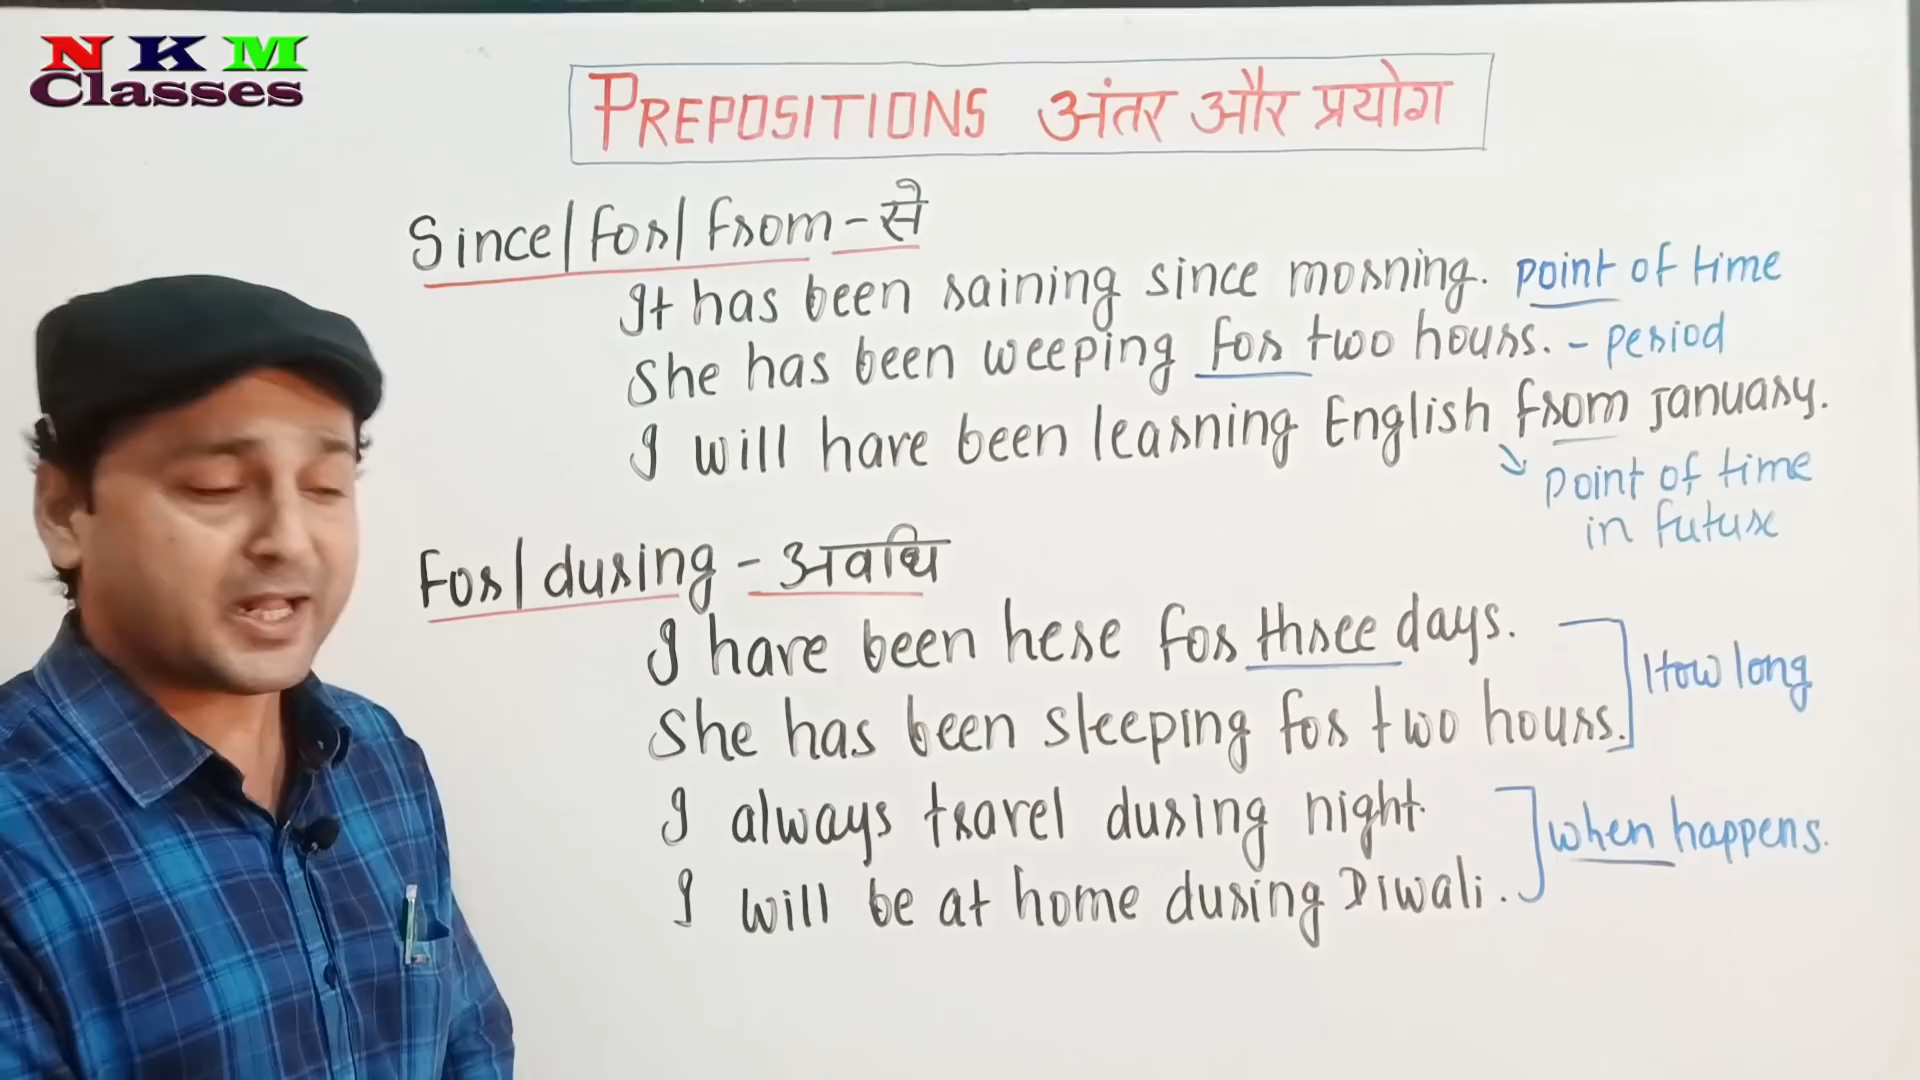 NKM
Classes
PREPOSITIONS अंतर और प्रयोग
Since/for/from - से
It has been raining since morning. point of time
She has been weeping for two hours. - period
I will have been learning English from January.
point of time
in future
For/during - अवधि
I have been here for three days.
How long
She has been sleeping for two hours.
I always travel during night.
when happens.
I will be at home during Diwali.